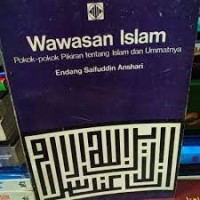 Wawasan Islam
Pokok-pokok Pikiran tentang Islam dan Ummatnya
Endang Saifuddin Anshari